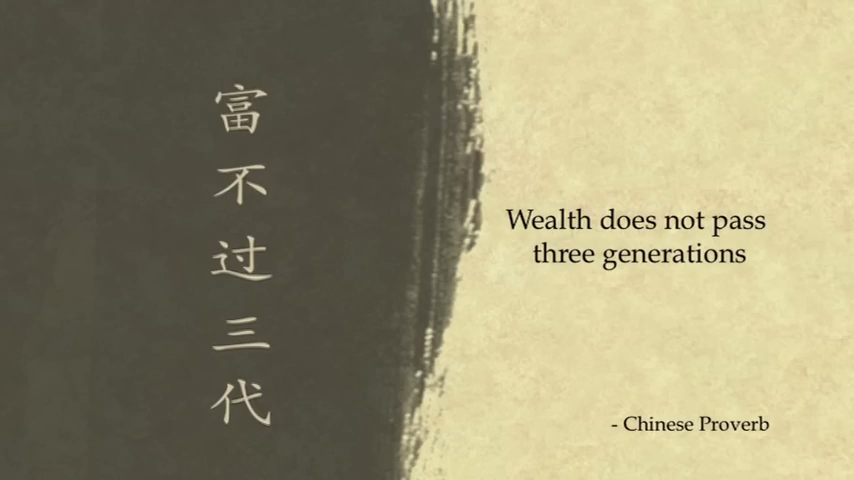 富不过三代
Wealth does not pass
three generations
- Chinese Proverb